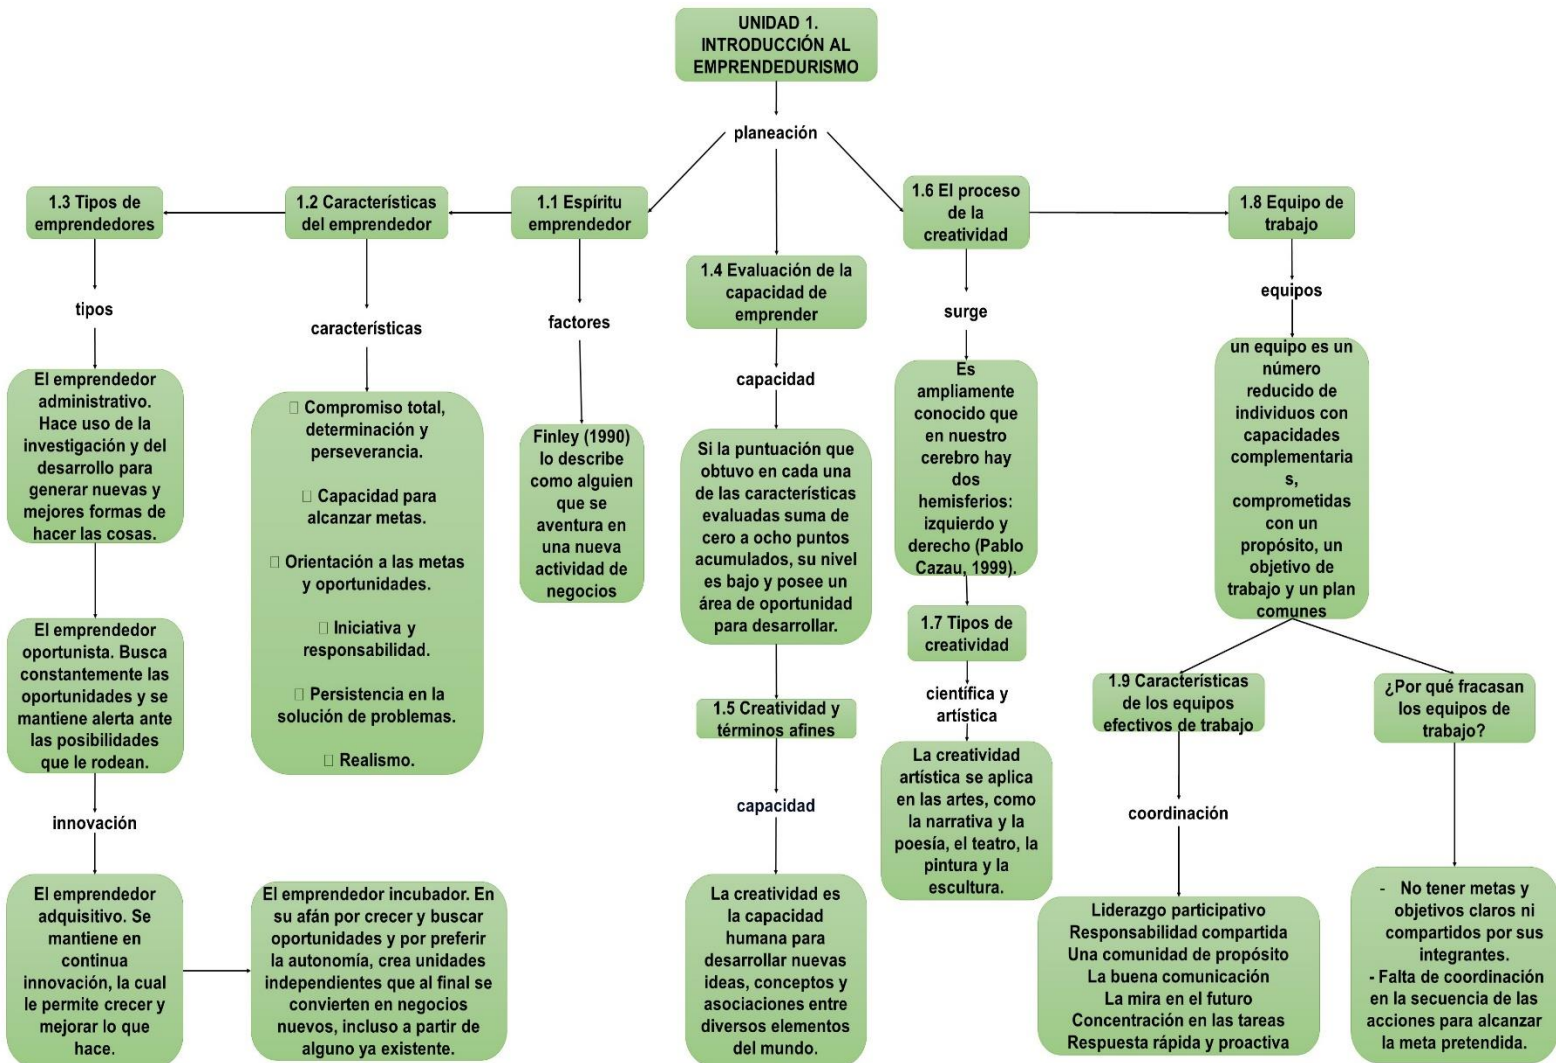 UNIDAD 1.
INTRODUCCIÓN AL
EMPRENDEDURISMO
planeación
1.3 Tipos de
emprendedores
tipos
El emprendedor
administrativo.
Hace uso de la
investigación y del
desarrollo para
generar nuevas y
mejores formas de
hacer las cosas.
El emprendedor
oportunista. Busca
constantemente las
oportunidades y se
mantiene alerta ante
las posibilidades
que le rodean.
innovación
El emprendedor
adquisitivo. Se
mantiene en
continua
innovación, la cual
le permite crecer y
mejorar lo que
hace.
El emprendedor incubador. En
su afán por crecer y buscar
oportunidades y por preferir
la autonomía, crea unidades
independientes que al final se
convierten en negocios
nuevos, incluso a partir de
alguno ya existente.
1.2 Características
del emprendedor
características
▯ Compromiso total,
determinación y
perseverancia.
▯ Capacidad para
alcanzar metas.
▯ Orientación a las metas
y oportunidades.
▯ Iniciativa y
responsabilidad.
▯ Persistencia en la
solución de problemas.
▯ Realismo.
1.1 Espíritu
emprendedor
factores
Finley (1990)
lo describe
como alguien
que se
aventura en
una nueva
actividad de
negocios
1.4 Evaluación de la
capacidad de
emprender
capacidad
Si la puntuación que
obtuvo en cada una
de las características
evaluadas suma de
cero a ocho puntos
acumulados, su nivel
es bajo y posee un
área de oportunidad
para desarrollar.
1.5 Creatividad y
términos afines
capacidad
La creatividad es
la capacidad
humana para
desarrollar nuevas
ideas, conceptos y
asociaciones entre
diversos elementos
del mundo.
1.6 El proceso
de la
creatividad
surge
Es
ampliamente
conocido que
en nuestro
cerebro hay
dos
hemisferios:
izquierdo y
derecho (Pablo
Cazau, 1999).
1.7 Tipos de
creatividad
científica y
artística
La creatividad
artística se aplica
en las artes, como
la narrativa y la
poesía, el teatro, la
pintura y la
escultura.
1.8 Equipo de
trabajo
equipos
un equipo es un
número
reducido de
individuos con
capacidades
complementaria
s,
comprometidas
con un
propósito, un
objetivo de
trabajo y un plan
comunes
1.9 Características
de los equipos
efectivos de trabajo
coordinación
Liderazgo participativo
Responsabilidad compartida
Una comunidad de propósito
La buena comunicación
La mira en el futuro
Concentración en las tareas
Respuesta rápida y proactiva
¿Por qué fracasan
los equipos de
trabajo?
- No tener metas y
objetivos claros ni
compartidos por sus
integrantes.
- Falta de coordinación
en la secuencia de las
acciones para alcanzar
la meta pretendida.